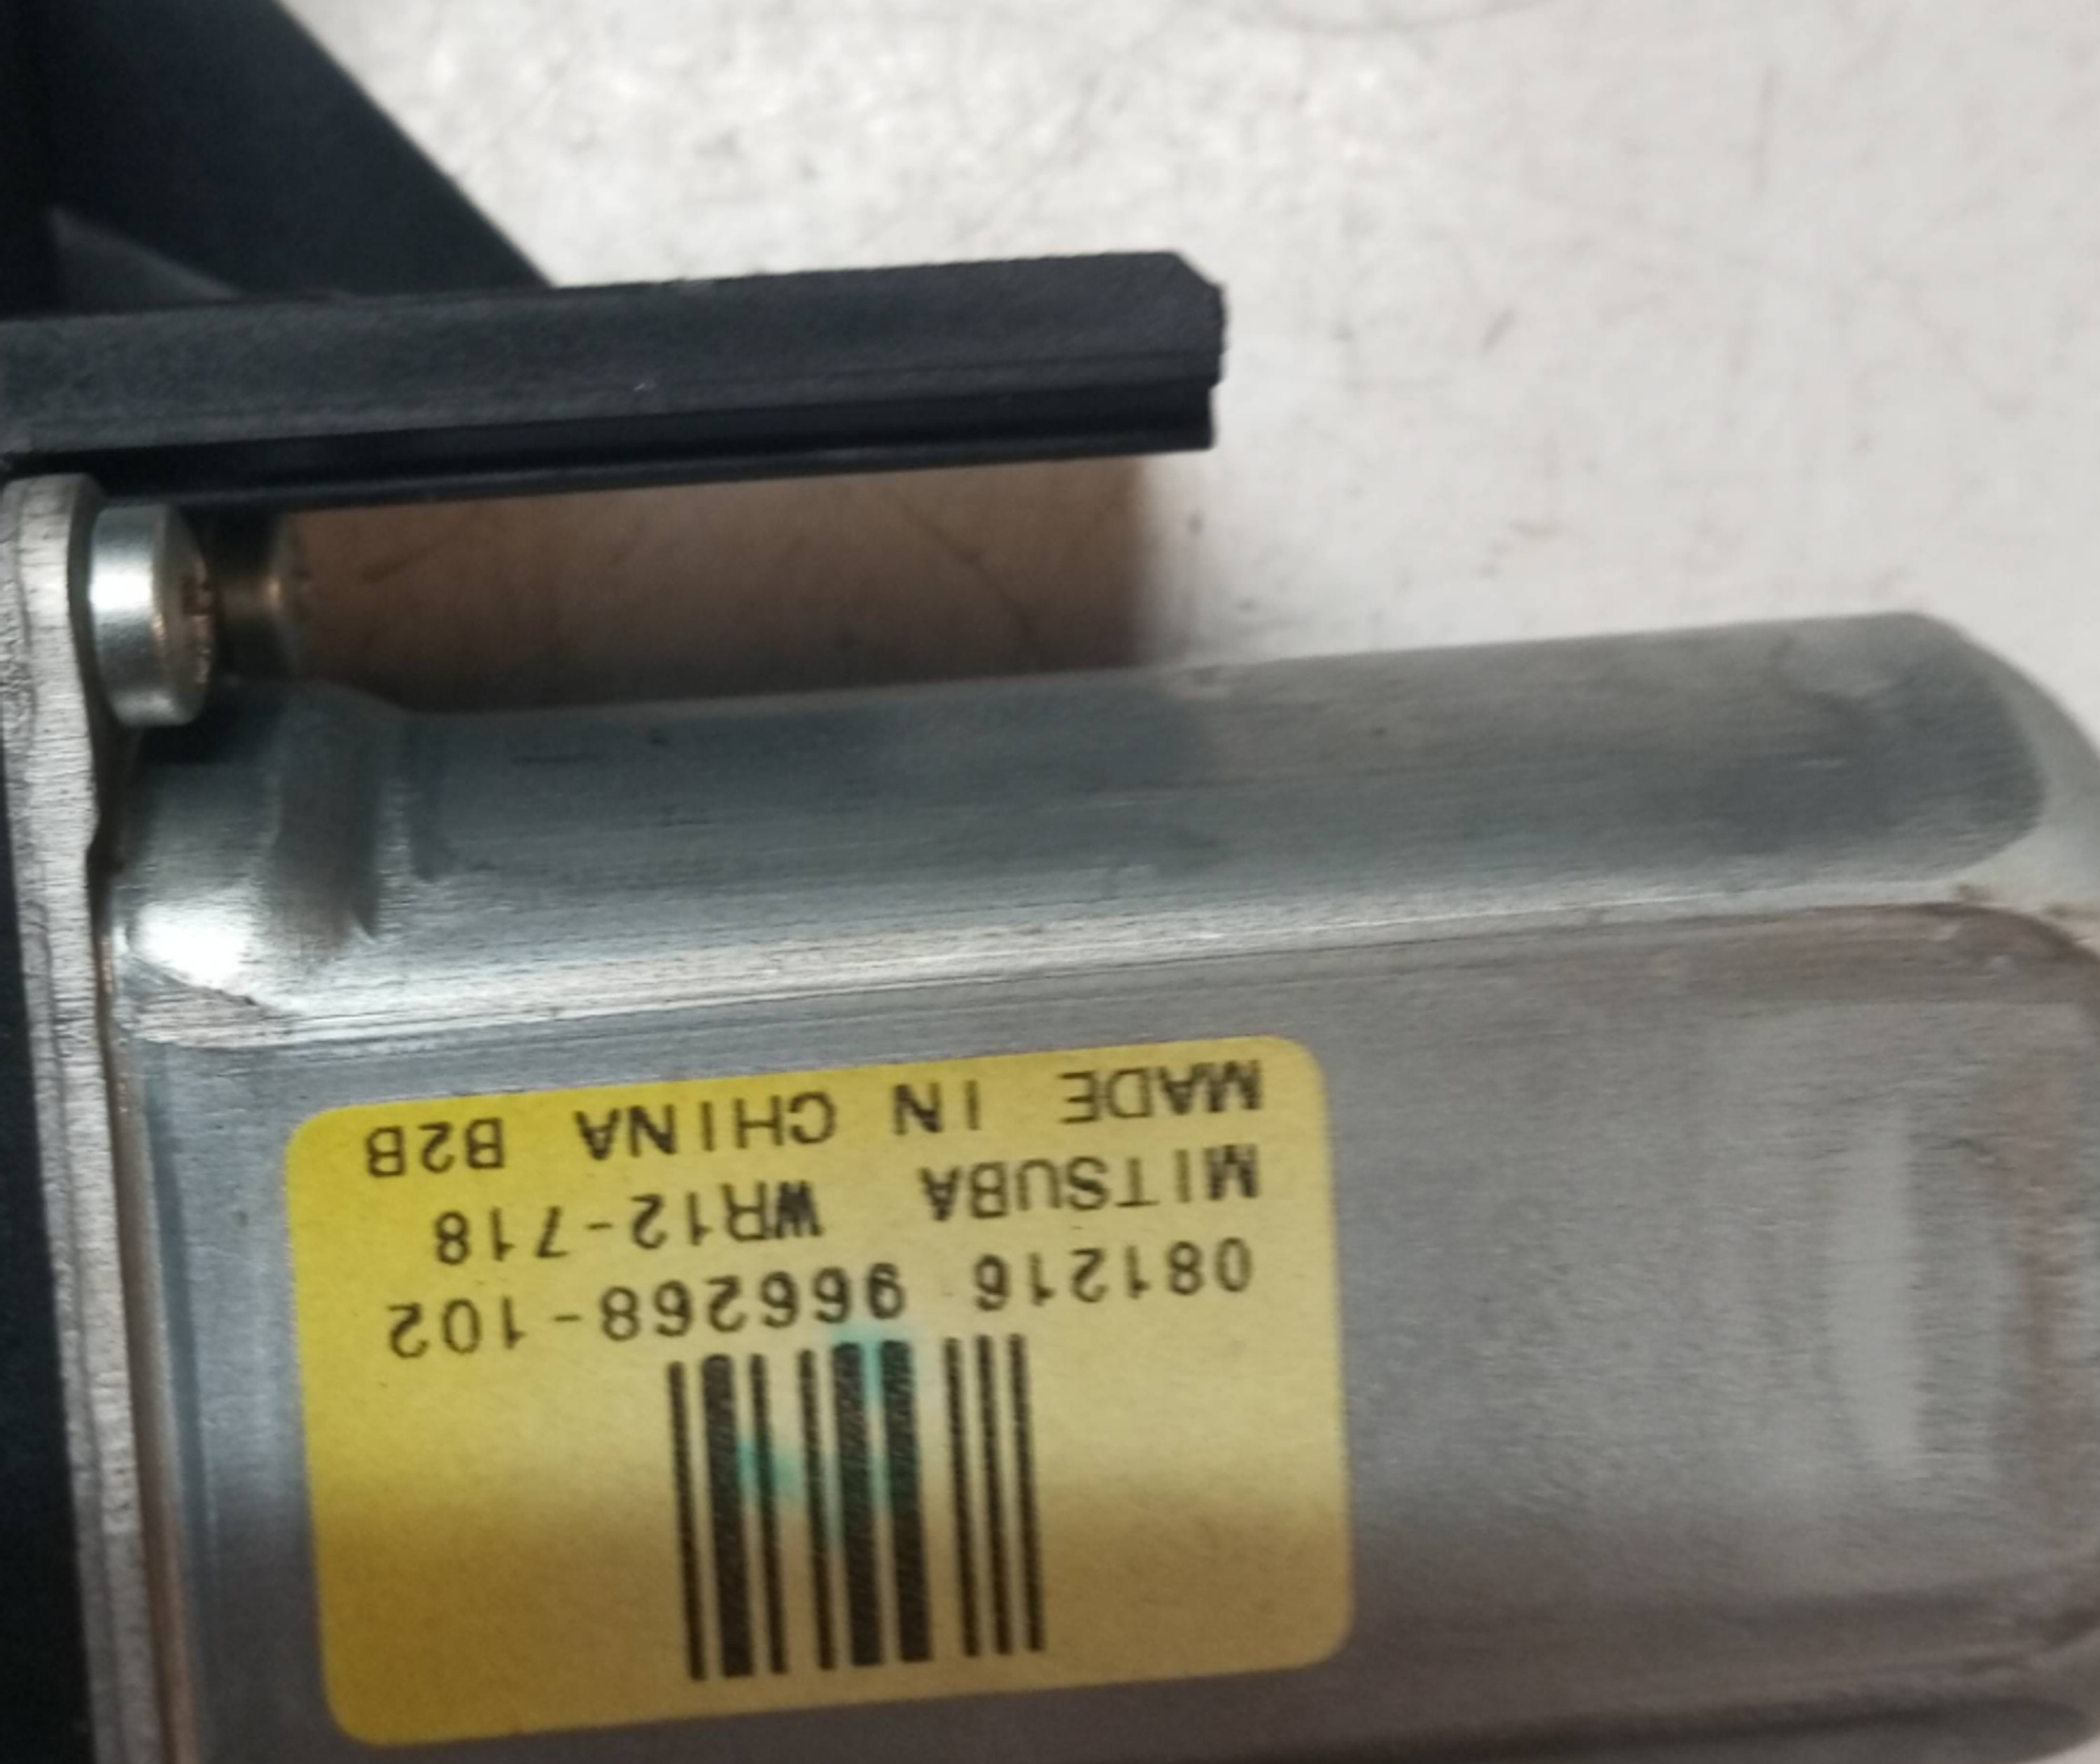 081216 966268-102
MITSUBA WR12-718
MADE IN CHINA B2B